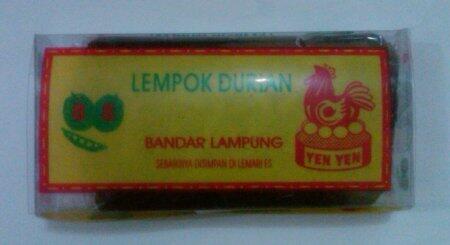 LEMPOK DURIAN
BANDAR LAMPUNG
SEBAIKNYA DISIMPAN DI LEMARI ES
YEN YEN